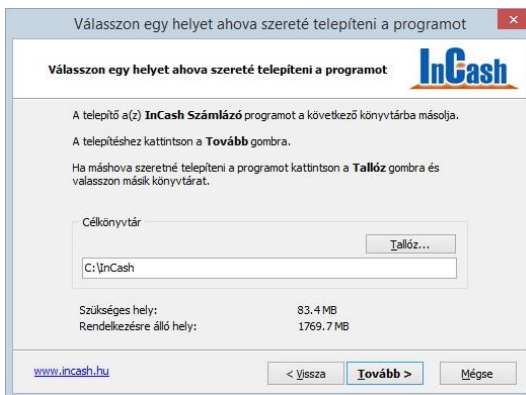 Válasszon egy helyet ahova szereté telepíteni a programot
Válasszon egy helyet ahova szereté telepíteni a programot
InCash
A telepítő a(z) InCash Számlázó programot a következő könyvtárba másolja.
A telepítéshez kattintson a Tovább gombra.
Ha máshova szeretné telepíteni a programot kattintson a Tallóz gombra és
valasszon másik könyvtárat.
Célkönyvtár
Tallóz...
C:\InCash
Szükséges hely: 83.4 MB
Rendelkezésre álló hely: 1769.7 MB
www.incash.hu < Vissza Tovább > Mégse